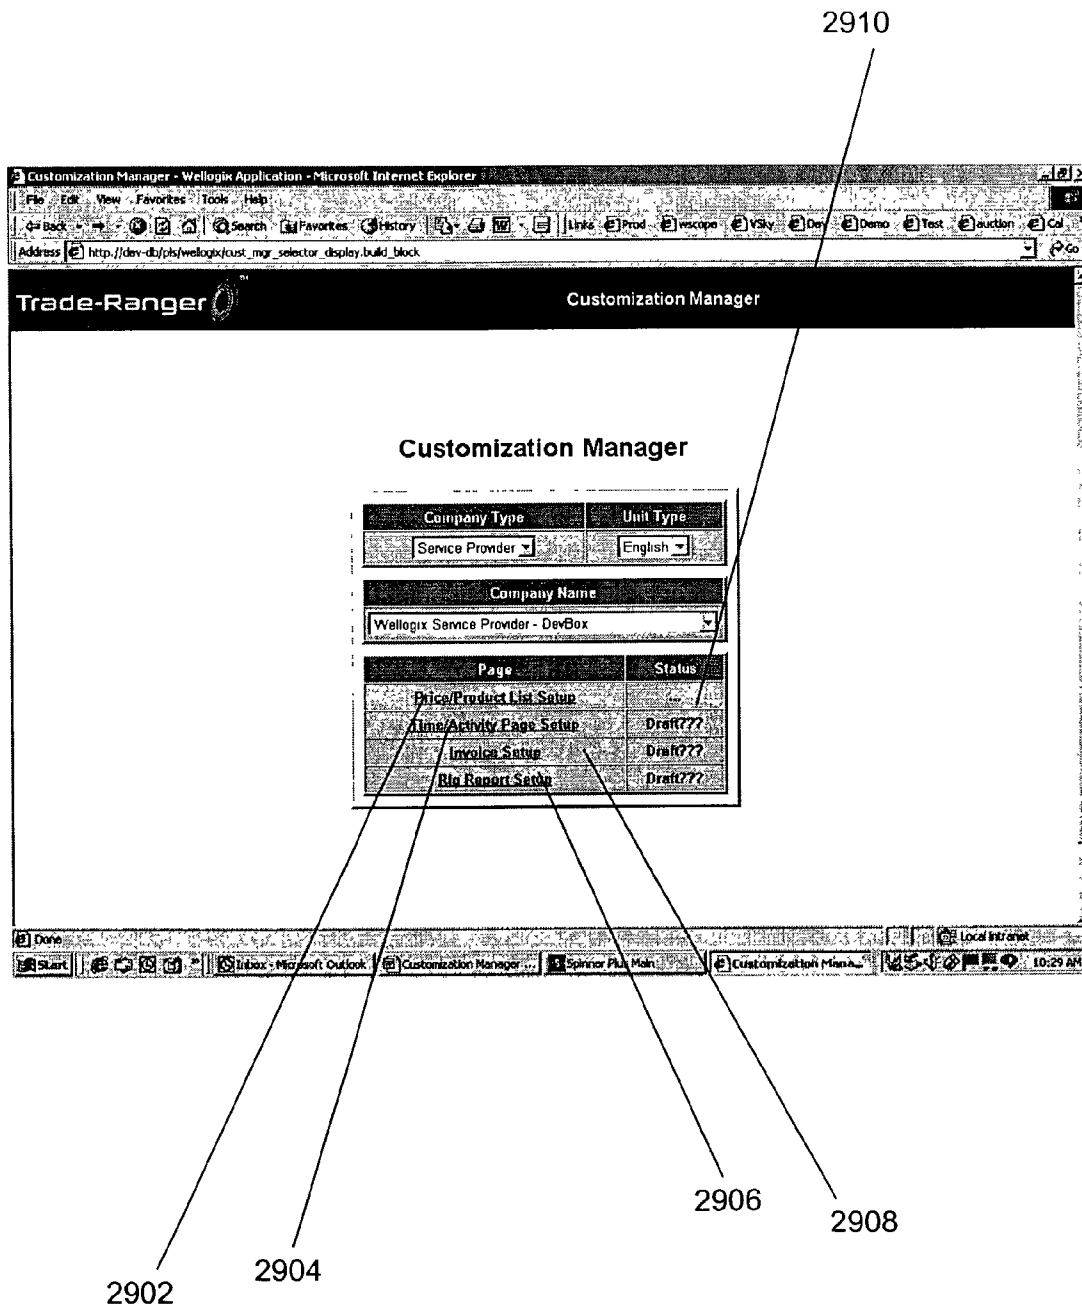 2910
Customization Manager - Wellogix Application - Microsoft Internet Explorer
File Edit View Favorites Tools Help
Back Search Favorites History Links Prod wscope VSky Dev Demo Test auction Cal
Address http://dev-db/pls/wellogix/cust_mgr_selector_display.build_block Go
Trade-Ranger™ Customization Manager
Customization Manager
Company Type Unit Type
Service Provider English
Company Name
Wellogix Service Provider - DevBox
Page Status
Price/Product List Setup
Time/Activity Page Setup Draft???
Invoice Setup Draft???
Rig Report Setup Draft???
Done Local intranet
Start Inbox - Microsoft Outlook Customization Manager ... Spinner Plus Main Customization Mana... 10:29 AM
2906
2908
2904
2902